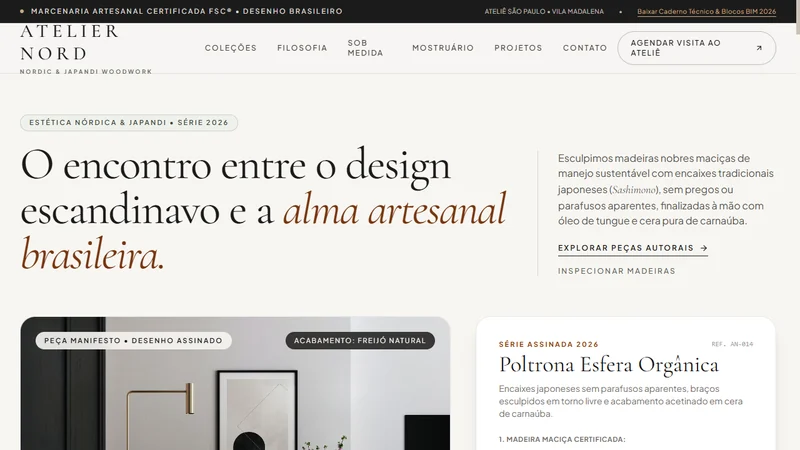 MARCENARIA ARTESANAL CERTIFICADA FSC® • DESENHO BRASILEIRO
ATELIÊ SÃO PAULO • VILA MADALENA
•
Baixar Caderno Técnico & Blocos BIM 2026
ATELIER
NORD
NORDIC & JAPANDI WOODWORK
COLEÇÕES
FILOSOFIA
SOB
MEDIDA
MOSTRUÁRIO
PROJETOS
CONTATO
AGENDAR VISITA AO
ATELIÊ ↗
ESTÉTICA NÓRDICA & JAPANDI • SÉRIE 2026
O encontro entre o design
escandinavo e a alma artesanal
brasileira.
Esculpimos madeiras nobres maciças de
manejo sustentável com encaixes tradicionais
japoneses (Sashimono), sem pregos ou
parafusos aparentes, finalizadas à mão com
óleo de tungue e cera pura de carnaúba.
EXPLORAR PEÇAS AUTORAIS →
INSPECIONAR MADEIRAS
PEÇA MANIFESTO • DESENHO ASSINADO
ACABAMENTO: FREIJÓ NATURAL
SÉRIE ASSINADA 2026
REF. AN-014
Poltrona Esfera Orgânica
Encaixes japoneses sem parafusos aparentes, braços
esculpidos em torno livre e acabamento acetinado em cera
de carnaúba.
1. MADEIRA MACIÇA CERTIFICADA: